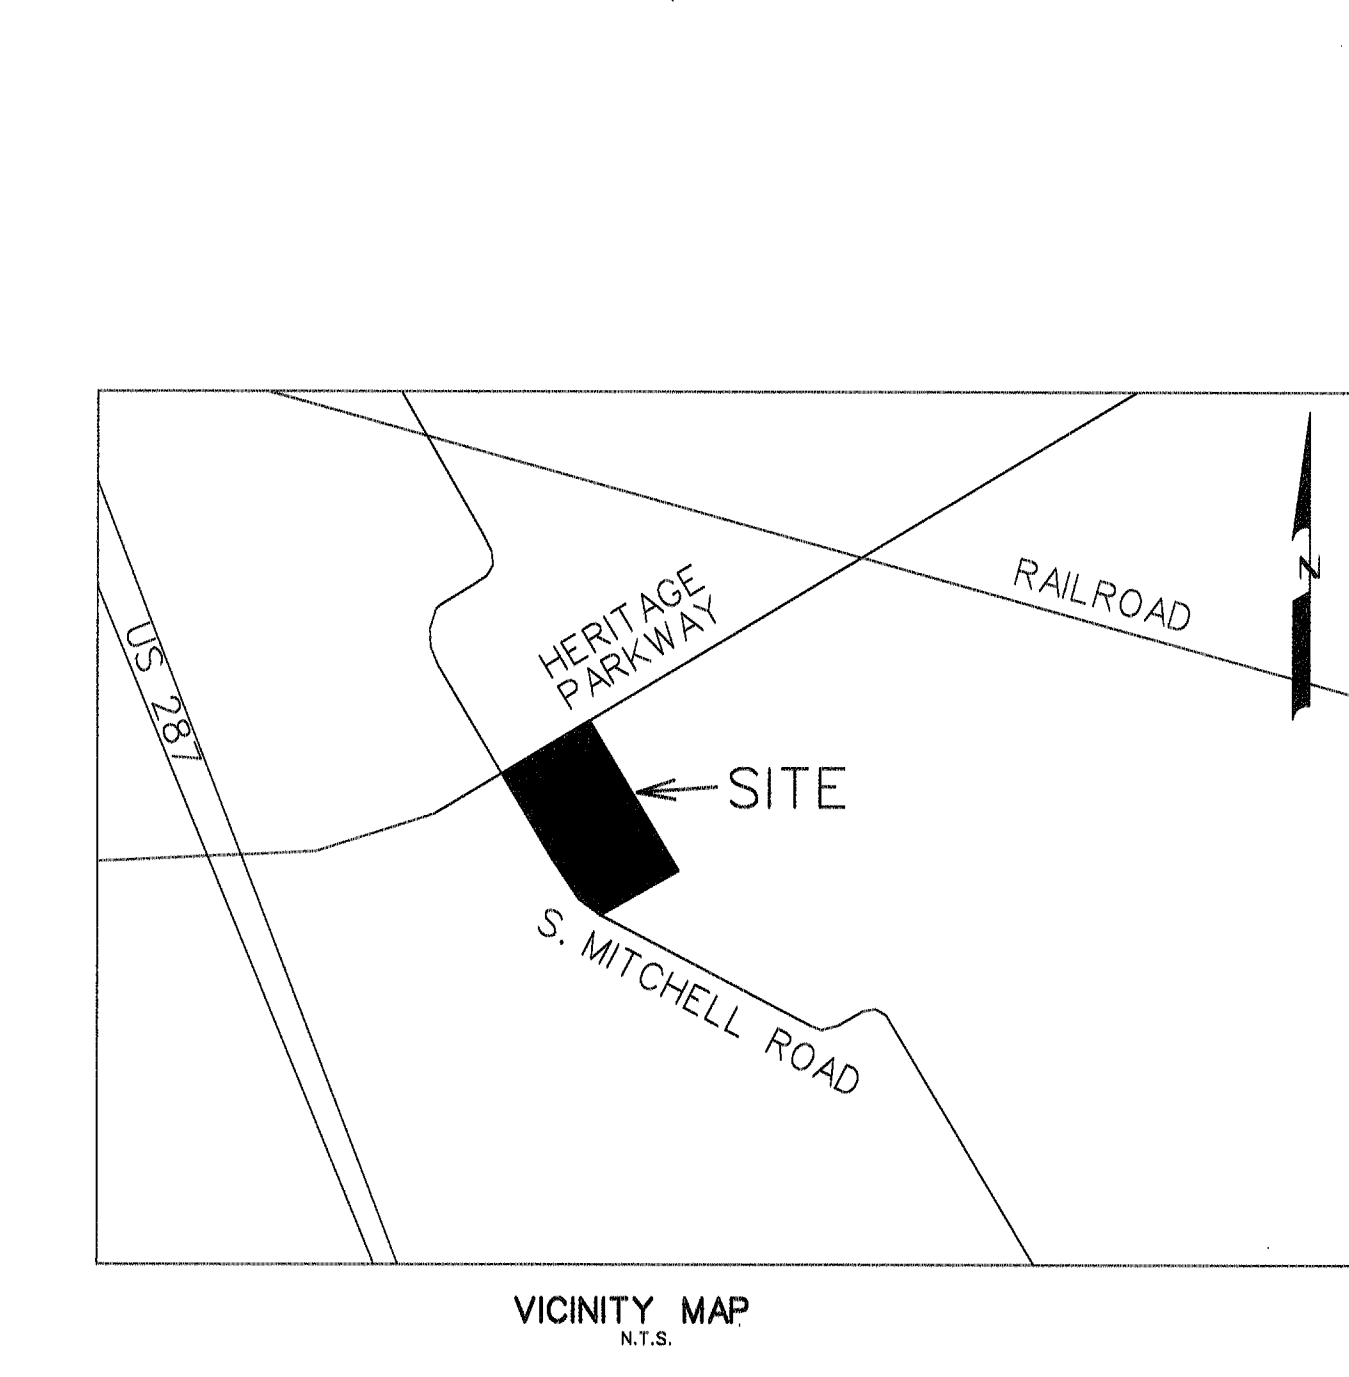 HERITAGE
PARKWAY
RAILROAD
N
US 287
SITE
S. MITCHELL ROAD
VICINITY MAP
N.T.S.